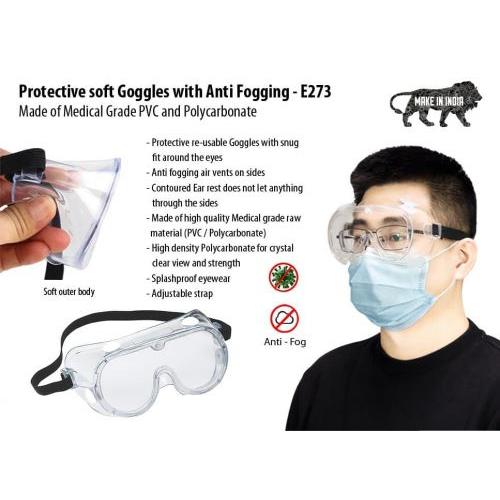 Protective soft Goggles with Anti Fogging - E273
Made of Medical Grade PVC and Polycarbonate
MAKE IN INDIA
- Protective re-usable Goggles with snug
fit around the eyes
- Anti fogging air vents on sides
- Contoured Ear rest does not let anything
through the sides
- Made of high quality Medical grade raw
material (PVC / Polycarbonate)
- High density Polycarbonate for crystal
clear view and strength
- Splashproof eyewear
- Adjustable strap
Soft outer body
Anti - Fog